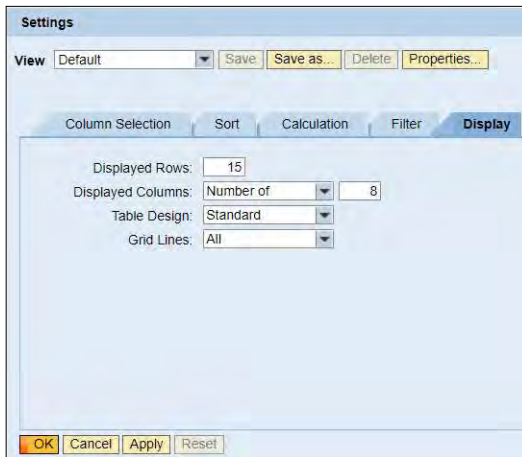 Settings
View Default Save Save as... Delete Properties...
Column Selection Sort Calculation Filter Display
Displayed Rows: 15
Displayed Columns: Number of 8
Table Design: Standard
Grid Lines: All
OK Cancel Apply Reset